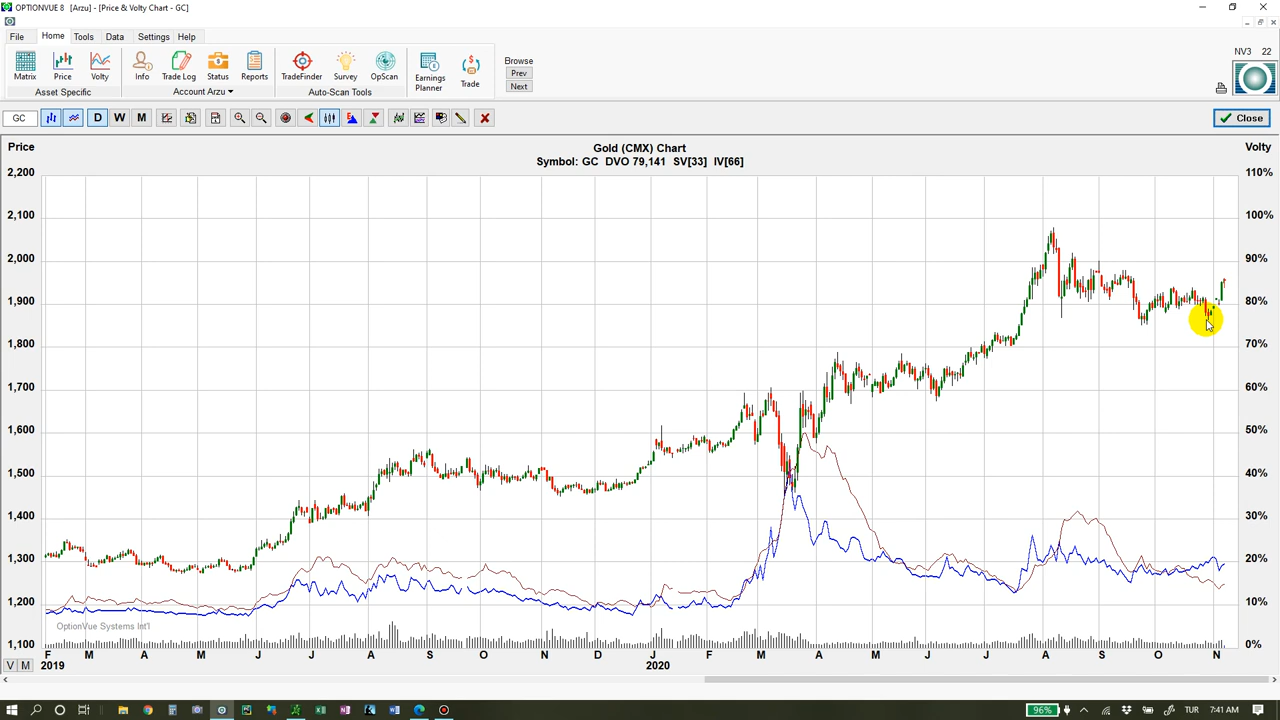 OPTIONVUE 8 [Arzu] - [Price & Volty Chart - GC]
File Home Tools Data Settings Help
Matrix Price Volty Info Trade Log Status Reports TradeFinder Survey OpScan Earnings Planner Trade
Asset Specific Account Arzu Auto-Scan Tools
Browse
Prev
Next
NV3 22
GC D W M Close
Price Gold (CMX) Chart Volty
Symbol: GC DVO 79,141 SV[33] IV[66]
2,200 110%
2,100 100%
2,000 90%
1,900 80%
1,800 70%
1,700 60%
1,600 50%
1,500 40%
1,400 30%
1,300 20%
1,200 10%
OptionVue Systems Int'l
1,100 0%
F M A M J J A S O N D J F M A M J J A S O N
V M 2019 2020
96% TUR 7:41 AM